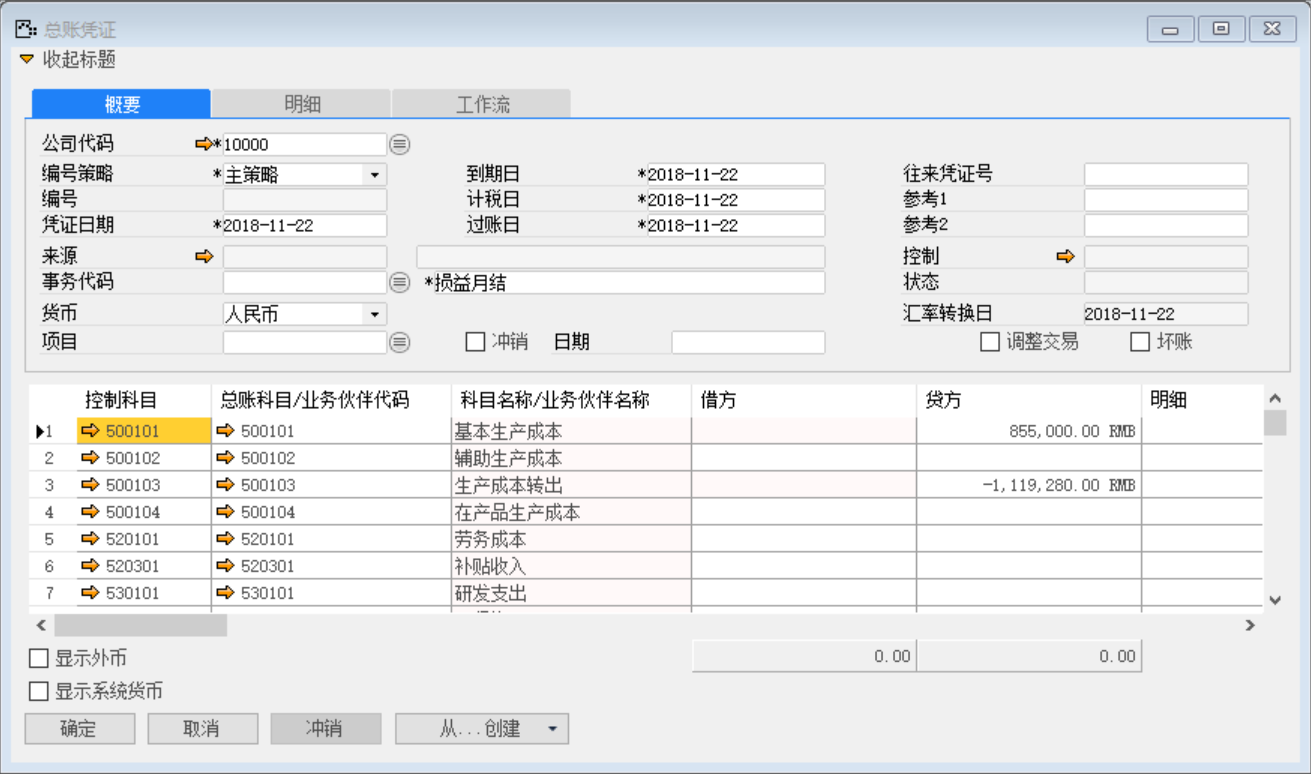 总账凭证
收起标题
概要 明细 工作流
公司代码 *10000
编号策略 *主策略 到期日 *2018-11-22 往来凭证号
编号 计税日 *2018-11-22 参考1
凭证日期 *2018-11-22 过账日 *2018-11-22 参考2
来源 控制
事务代码 *损益月结 状态
货币 人民币 汇率转换日 2018-11-22
项目 冲销 日期 调整交易 坏账
控制科目 总账科目/业务伙伴代码 科目名称/业务伙伴名称 借方 贷方 明细
1 500101 500101 基本生产成本 855,000.00 RMB
2 500102 500102 辅助生产成本
3 500103 500103 生产成本转出 -1,119,280.00 RMB
4 500104 500104 在产品生产成本
5 520101 520101 劳务成本
6 520301 520301 补贴收入
7 530101 530101 研发支出
显示外币 0.00 0.00
显示系统货币
确定 取消 冲销 从...创建